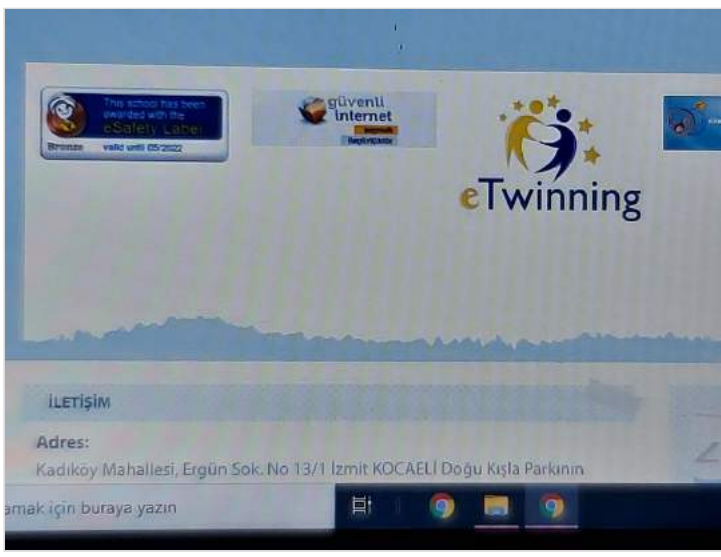 This school has been
awarded with the
eSafety Label
Bronze valid until 05/2022
güvenli
internet
eTwinning
İLETİŞİM
Adres:
Kadıköy Mahallesi, Ergün Sok. No 13/1 İzmit KOCAELİ Doğu Kışla Parkının
amak için buraya yazın